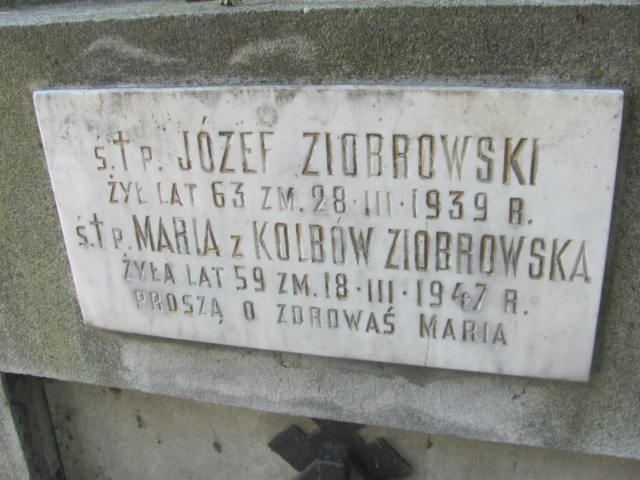 ś.†p. JÓZEF ZIOBROWSKI
ŻYŁ LAT 63 ZM. 28·III·1939 R.
ś.†p. MARIA z KOLBÓW ZIOBROWSKA
ŻYŁA LAT 59 ZM. 18·III·1947 R.
PROSZĄ O ZDROWAŚ MARIA